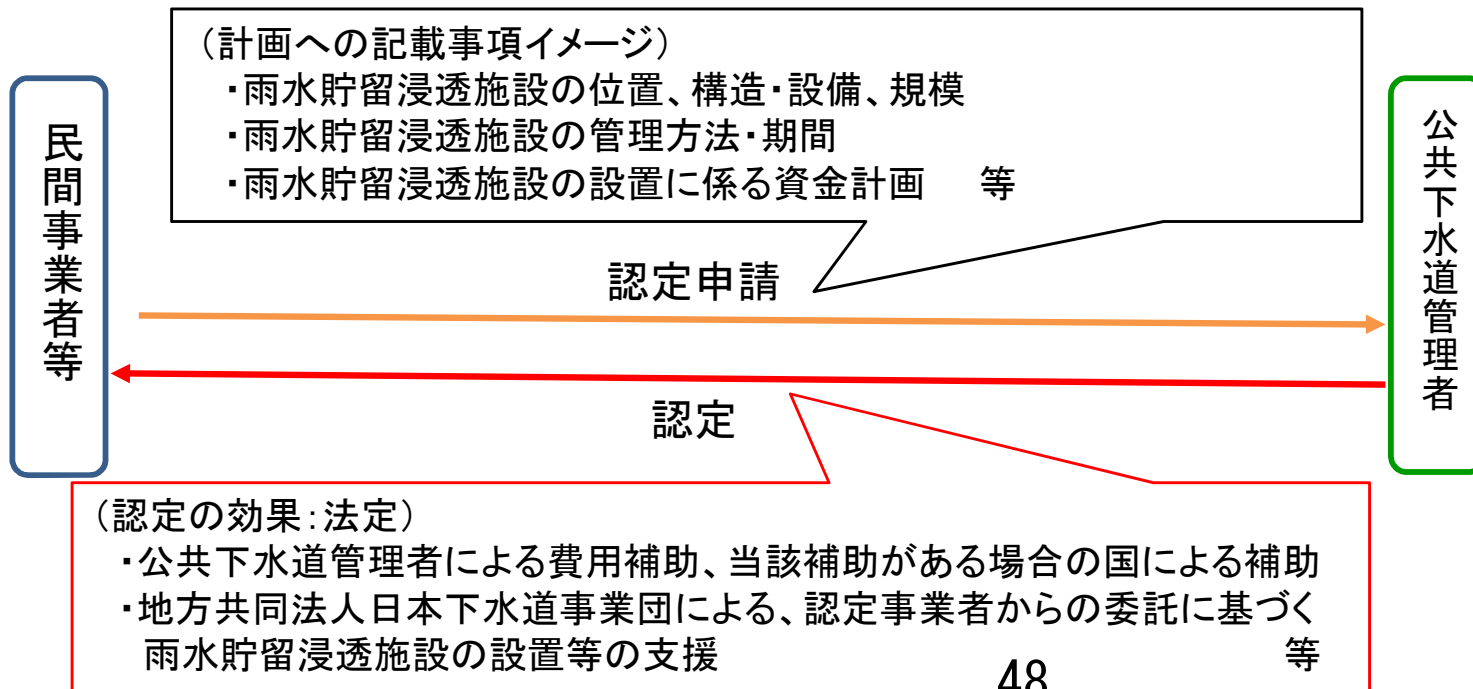 (計画への記載事項イメージ)
・雨水貯留浸透施設の位置、構造・設備、規模
・雨水貯留浸透施設の管理方法・期間
・雨水貯留浸透施設の設置に係る資金計画 等
民間事業者等
公共下水道管理者
認定申請
認定
(認定の効果:法定)
・公共下水道管理者による費用補助、当該補助がある場合の国による補助
・地方共同法人日本下水道事業団による、認定事業者からの委託に基づく
雨水貯留浸透施設の設置等の支援 等
48